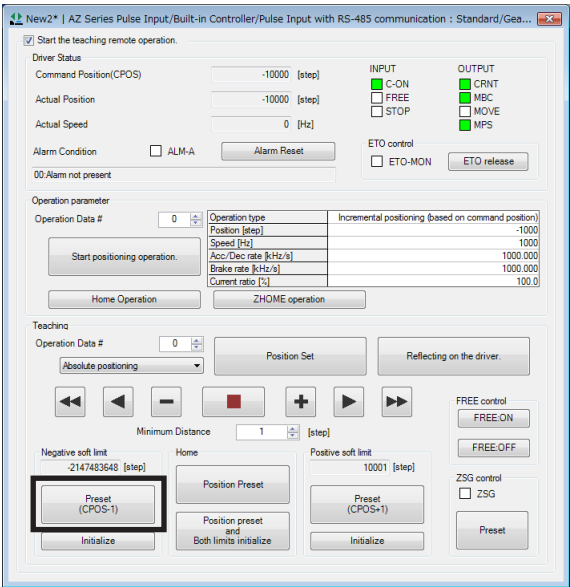 New2* | AZ Series Pulse Input/Built-in Controller/Pulse Input with RS-485 communication : Standard/Gea...
Start the teaching remote operation.
Driver Status
Command Position(CPOS) -10000 [step]
Actual Position -10000 [step]
Actual Speed 0 [Hz]
INPUT
C-ON
FREE
STOP
OUTPUT
CRNT
MBC
MOVE
MPS
Alarm Condition ALM-A Alarm Reset
00:Alarm not present
ETO control
ETO-MON ETO release
Operation parameter
Operation Data # 0
Start positioning operation.
Operation type Incremental positioning (based on command position)
Position [step] -1000
Speed [Hz] 1000
Acc/Dec rate [kHz/s] 1000.000
Brake rate [kHz/s] 1000.000
Current ratio [%] 100.0
Home Operation ZHOME operation
Teaching
Operation Data # 0
Absolute positioning
Position Set
Reflecting on the driver.
Minimum Distance 1 [step]
FREE control
FREE:ON
FREE:OFF
Negative soft limit
-2147483648 [step]
Preset
(CPOS-1)
Initialize
Home
Position Preset
Position preset
and
Both limits initialize
Positive soft limit
10001 [step]
Preset
(CPOS+1)
Initialize
ZSG control
ZSG
Preset